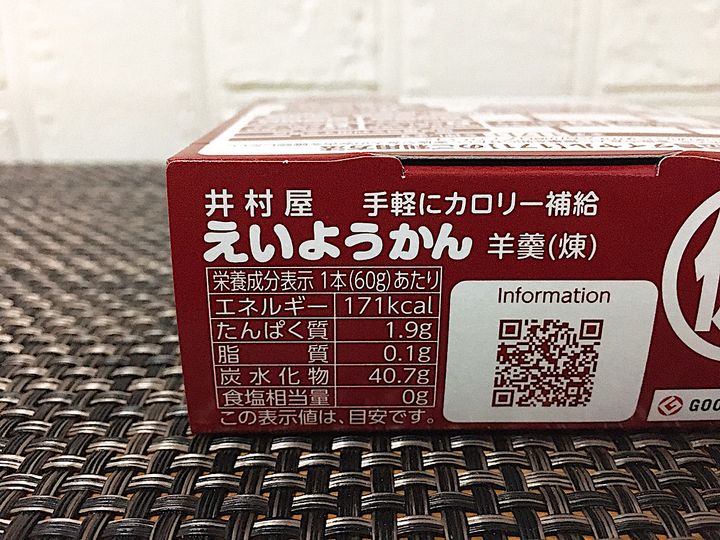 井村屋 手軽にカロリー補給
えいようかん 羊羹(煉)
栄養成分表示 1本(60g)あたり
エネルギー 171kcal
たんぱく質 1.9g
脂質 0.1g
炭水化物 40.7g
食塩相当量 0g
この表示値は、目安です。
Information